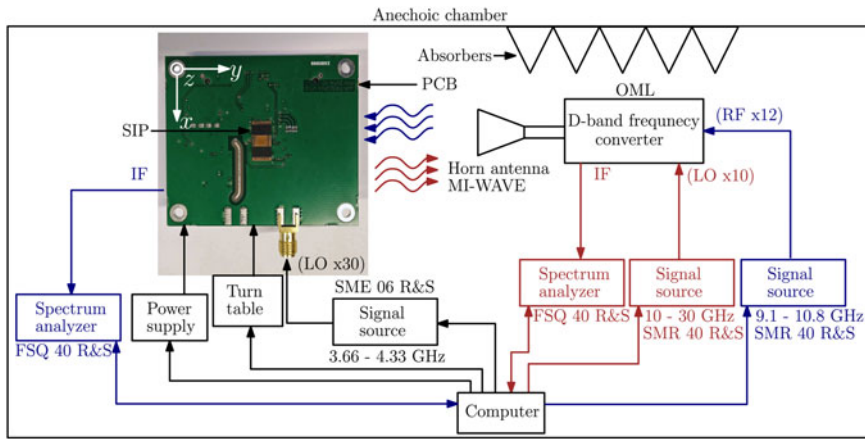 Anechoic chamber
Absorbers
y
z
x
PCB
SIP
OML
D-band frequnecy
converter
(RF x12)
IF
Horn antenna
MI-WAVE
IF
(LO x10)
(LO x30)
SME 06 R&S
Spectrum
analyzer
FSQ 40 R&S
Power
supply
Turn
table
Signal
source
3.66 - 4.33 GHz
Spectrum
analyzer
FSQ 40 R&S
Signal
source
10 - 30 GHz
SMR 40 R&S
Signal
source
9.1 - 10.8 GHz
SMR 40 R&S
Computer